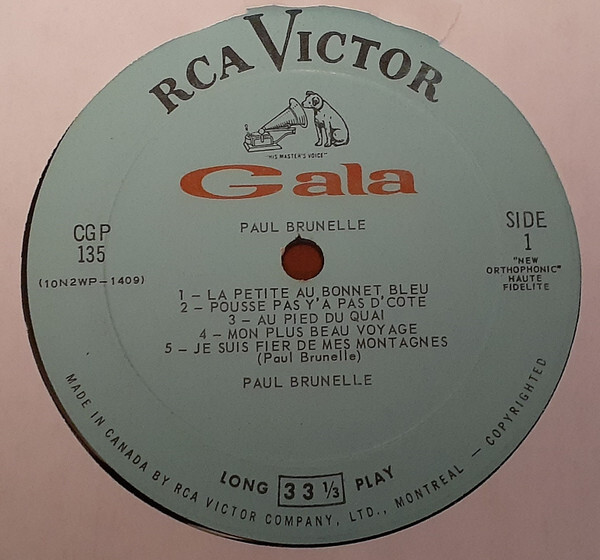 RCA VICTOR
"HIS MASTER'S VOICE"
Gala
PAUL BRUNELLE
CGP
135
(10N2WP-1409)
SIDE
1
"NEW
ORTHOPHONIC"
HAUTE
FIDELITE
1 - LA PETITE AU BONNET BLEU
2 - POUSSE PAS Y'A PAS D'COTE
3 - AU PIED DU QUAI
4 - MON PLUS BEAU VOYAGE
5 - JE SUIS FIER DE MES MONTAGNES
(Paul Brunelle)
PAUL BRUNELLE
LONG 33 1/3 PLAY
MADE IN CANADA BY RCA VICTOR COMPANY, LTD., MONTREAL - COPYRIGHTED